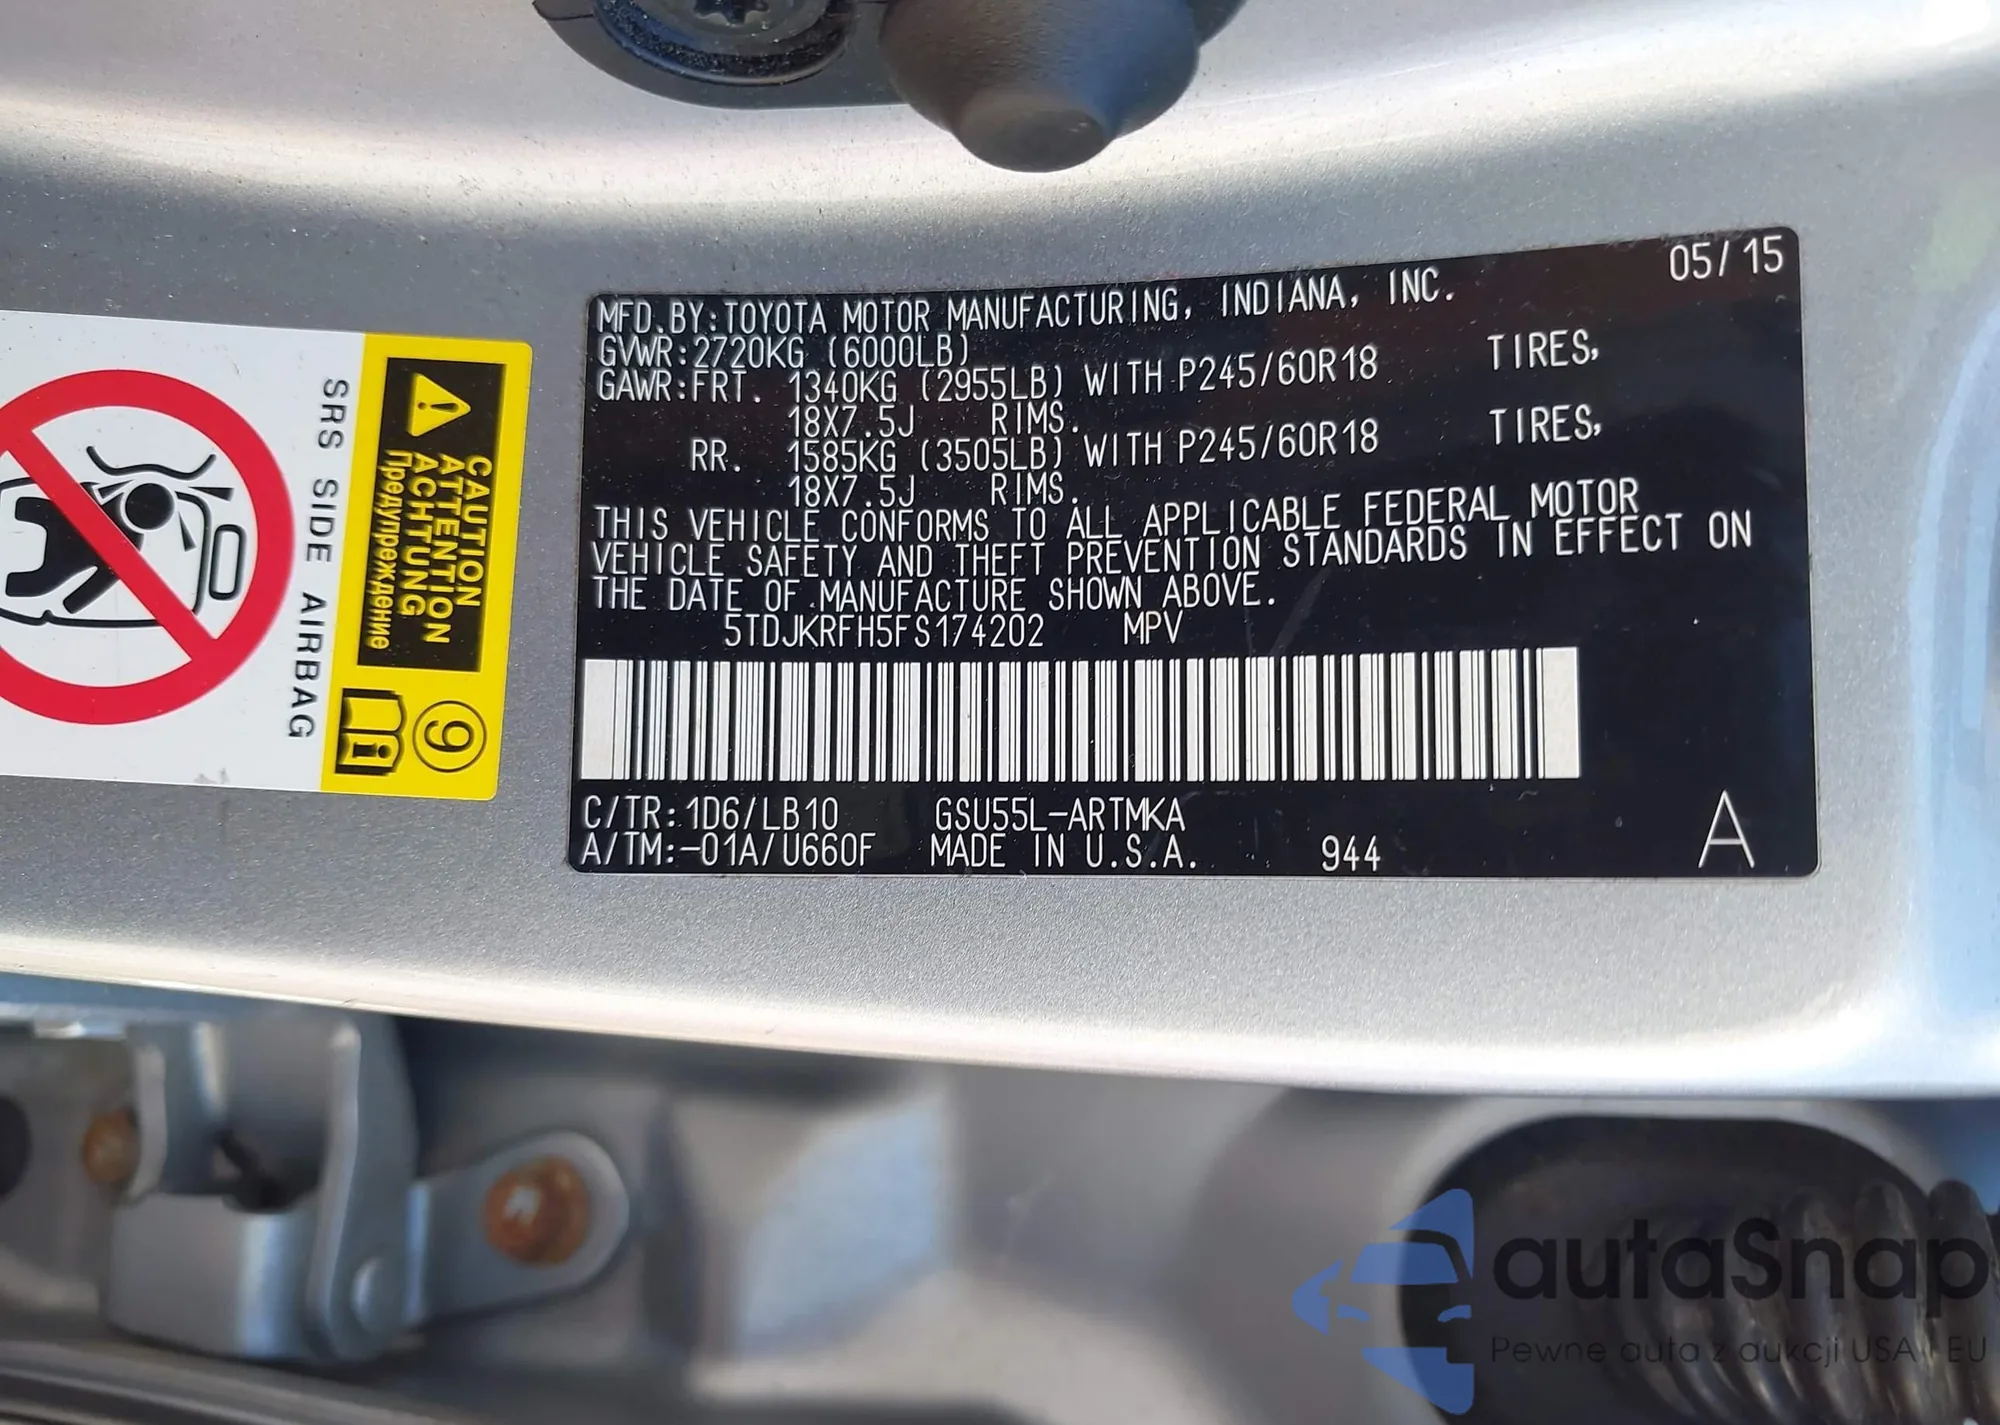 05/15
MFD.BY:TOYOTA MOTOR MANUFACTURING, INDIANA, INC.
GVWR:2720KG (6000LB)
GAWR:FRT. 1340KG (2955LB) WITH P245/60R18 TIRES,
18X7.5J RIMS.
RR. 1585KG (3505LB) WITH P245/60R18 TIRES,
18X7.5J RIMS.
THIS VEHICLE CONFORMS TO ALL APPLICABLE FEDERAL MOTOR
VEHICLE SAFETY AND THEFT PREVENTION STANDARDS IN EFFECT ON
THE DATE OF MANUFACTURE SHOWN ABOVE.
5TDJKRFH5FS174202 MPV
C/TR:1D6/LB10 GSU55L-ARTMKA
A/TM:-01A/U660F MADE IN U.S.A. 944 A
CAUTION
ATTENTION
ACHTUNG
Предупреждение
9
SRS SIDE AIRBAG
autaSnap
Pewne auta z aukcji USA i EU